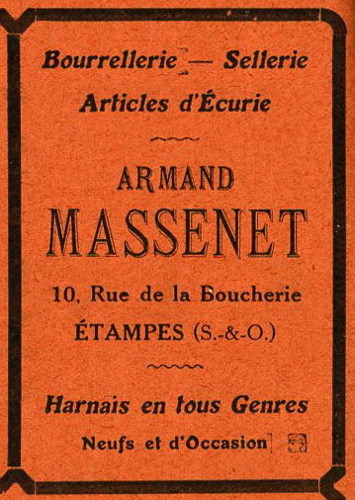 Bourrellerie — Sellerie
Articles d'Écurie
ARMAND
MASSENET
10, Rue de la Boucherie
ÉTAMPES (S.-&-O.)
Harnais en tous Genres
Neufs et d'Occasion